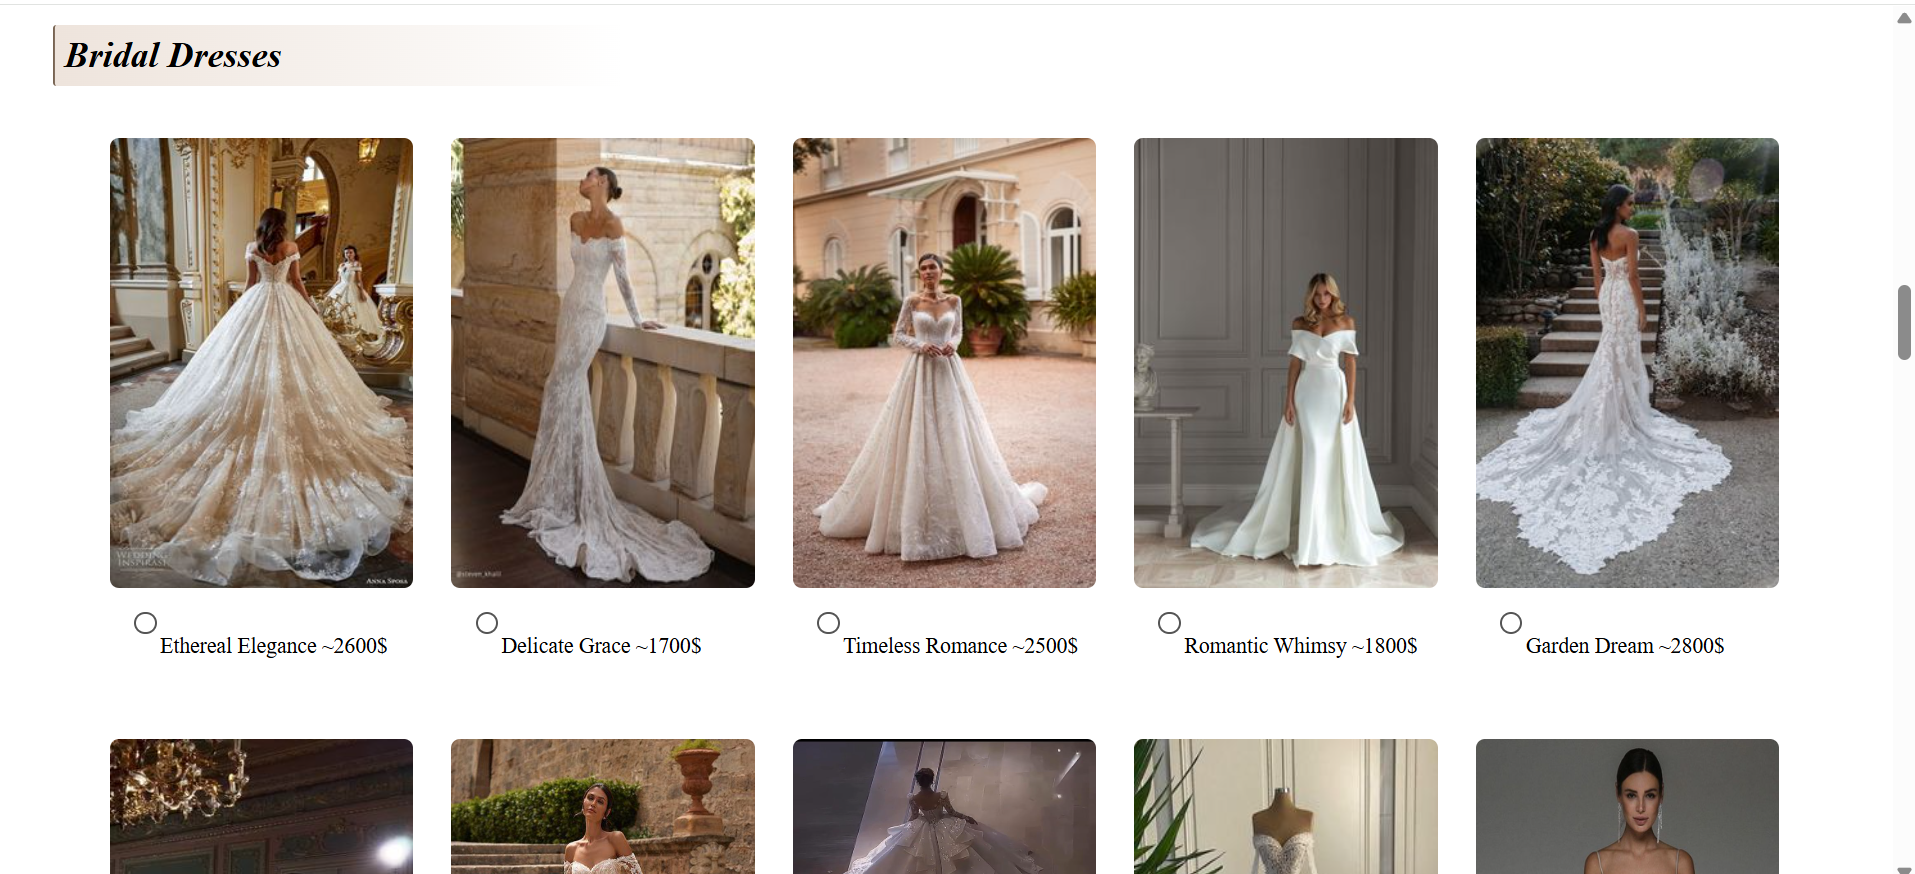 Bridal Dresses
WEDDING
INSPIRASI
ANNA SPOSA
@steven_khalil
Ethereal Elegance ~2600$
Delicate Grace ~1700$
Timeless Romance ~2500$
Romantic Whimsy ~1800$
Garden Dream ~2800$